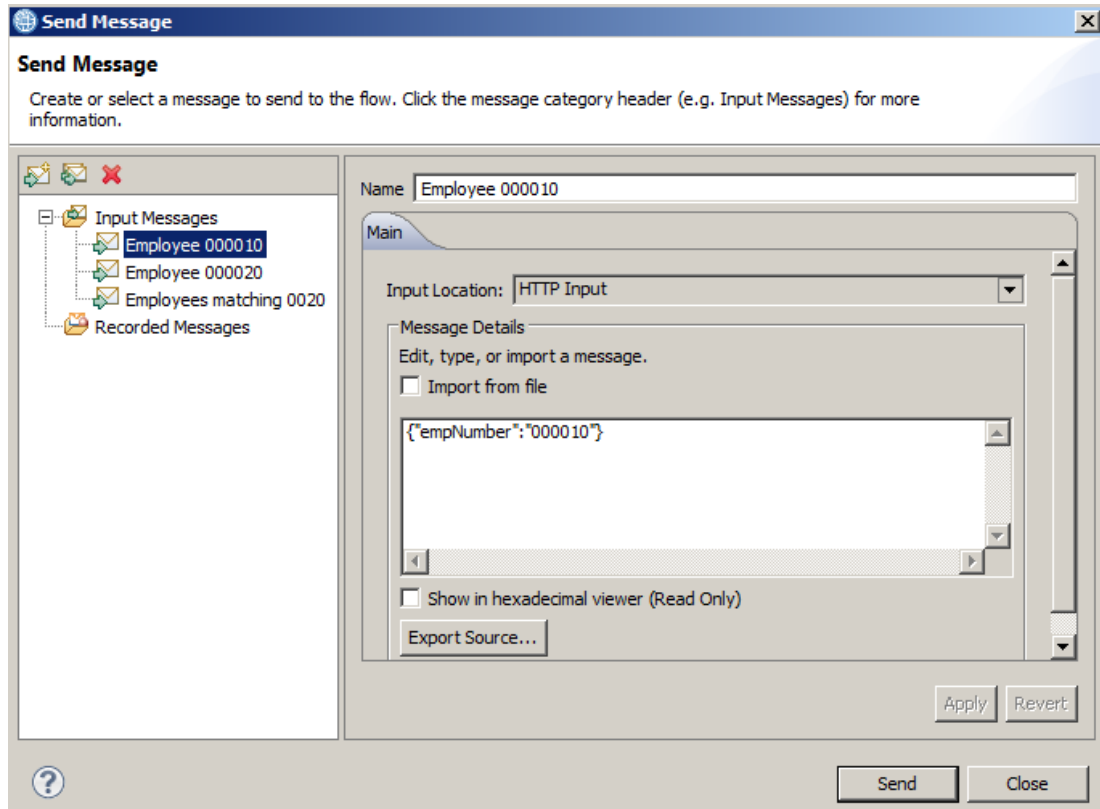 Send Message
Send Message
Create or select a message to send to the flow. Click the message category header (e.g. Input Messages) for more
information.
Input Messages
Employee 000010
Employee 000020
Employees matching 0020
Recorded Messages
Name Employee 000010
Main
Input Location: HTTP Input
Message Details
Edit, type, or import a message.
Import from file
{"empNumber":"000010"}
Show in hexadecimal viewer (Read Only)
Export Source...
Apply Revert
? Send Close